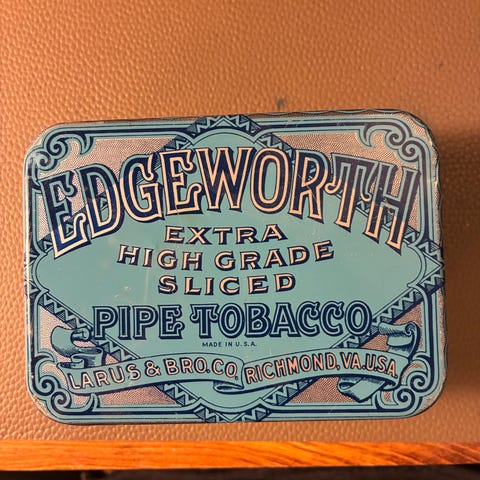 EDGEWORTH
EXTRA
HIGH GRADE
SLICED
PIPE TOBACCO
MADE IN U.S.A.
LARUS & BRO. CO. RICHMOND, VA. U.S.A.